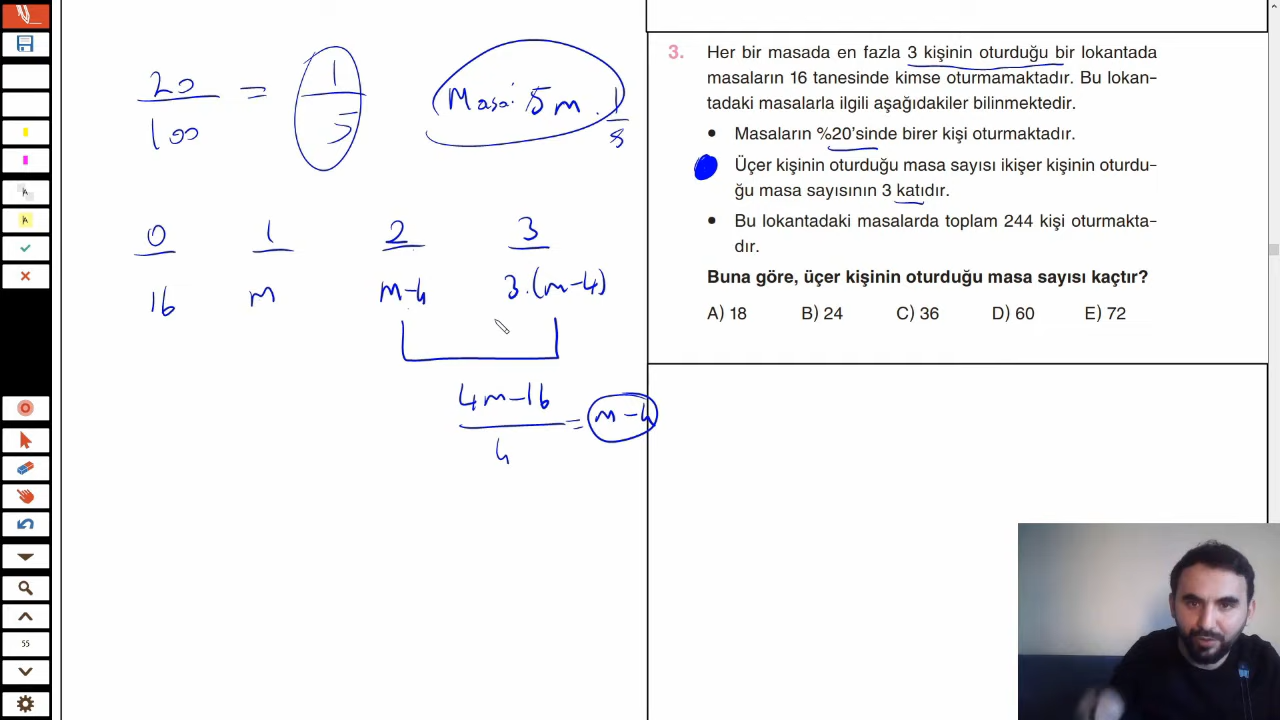 20
100
=
1
5
Masa: 5m . 1
5
0 1 2 3
16 m m-4 3.(m-4)
4m-16
4
= m-4
3. Her bir masada en fazla 3 kişinin oturduğu bir lokantada
masaların 16 tanesinde kimse oturmamaktadır. Bu lokan-
tadaki masalarla ilgili aşağıdakiler bilinmektedir.
• Masaların %20'sinde birer kişi oturmaktadır.
Üçer kişinin oturduğu masa sayısı ikişer kişinin oturdu-
ğu masa sayısının 3 katıdır.
• Bu lokantadaki masalarda toplam 244 kişi oturmakta-
dır.
Buna göre, üçer kişinin oturduğu masa sayısı kaçtır?
A) 18 B) 24 C) 36 D) 60 E) 72
55